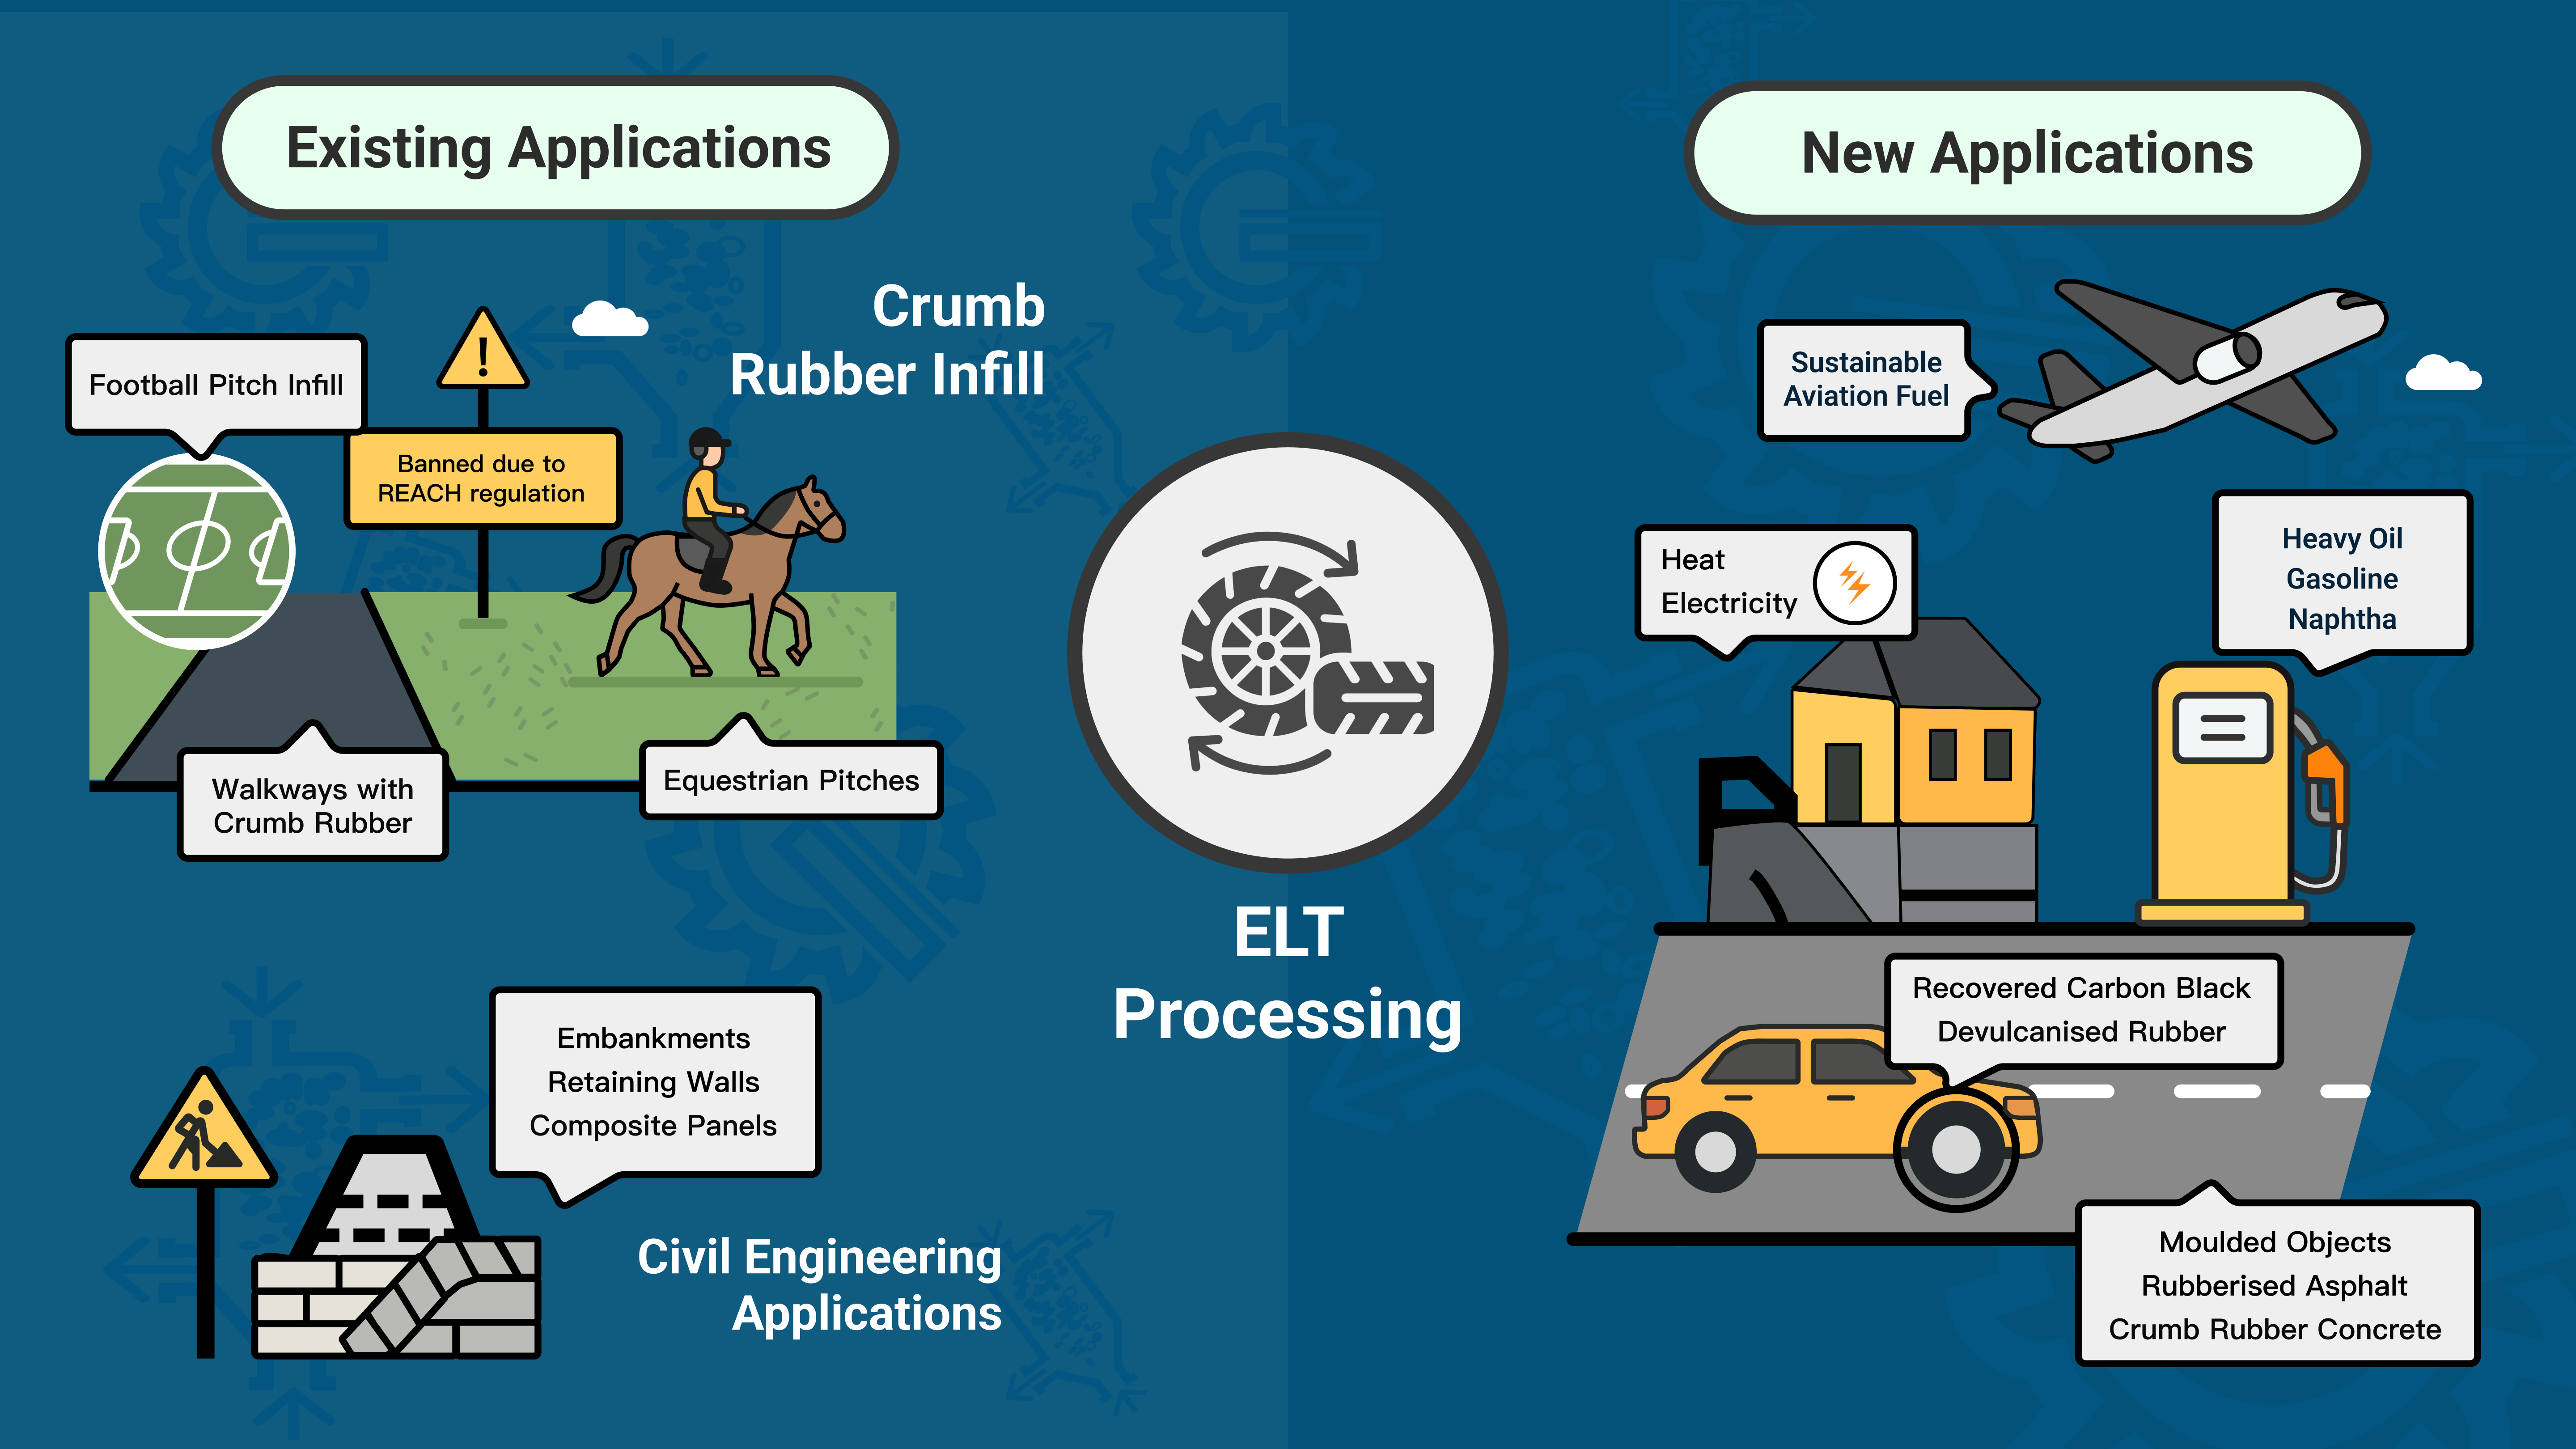 Existing Applications
New Applications
Crumb
Rubber Infill
Football Pitch Infill
!
Banned due to
REACH regulation
Walkways with
Crumb Rubber
Equestrian Pitches
Embankments
Retaining Walls
Composite Panels
Civil Engineering
Applications
ELT
Processing
Sustainable
Aviation Fuel
Heat
Electricity
Heavy Oil
Gasoline
Naphtha
Recovered Carbon Black
Devulcanised Rubber
Moulded Objects
Rubberised Asphalt
Crumb Rubber Concrete